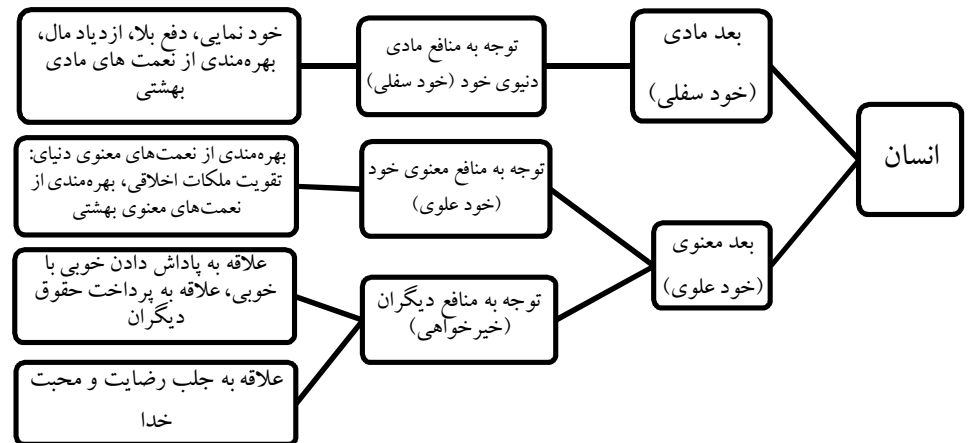 انسان
بعد مادی
(خود سفلی)
توجه به منافع مادی
دنیوی خود (خود سفلی)
خود نمایی، دفع بلا، ازدیاد مال،
بهره‌مندی از نعمت های مادی
بهشتی
بعد معنوی
(خود علوی)
توجه به منافع معنوی خود
(خود علوی)
بهره‌مندی از نعمت‌های معنوی دنیای:
تقویت ملکات اخلاقی، بهره‌مندی از
نعمت‌های معنوی بهشتی
توجه به منافع دیگران
(خیرخواهی)
علاقه به پاداش دادن خوبی با
خوبی، علاقه به پرداخت حقوق
دیگران
علاقه به جلب رضایت و محبت
خدا